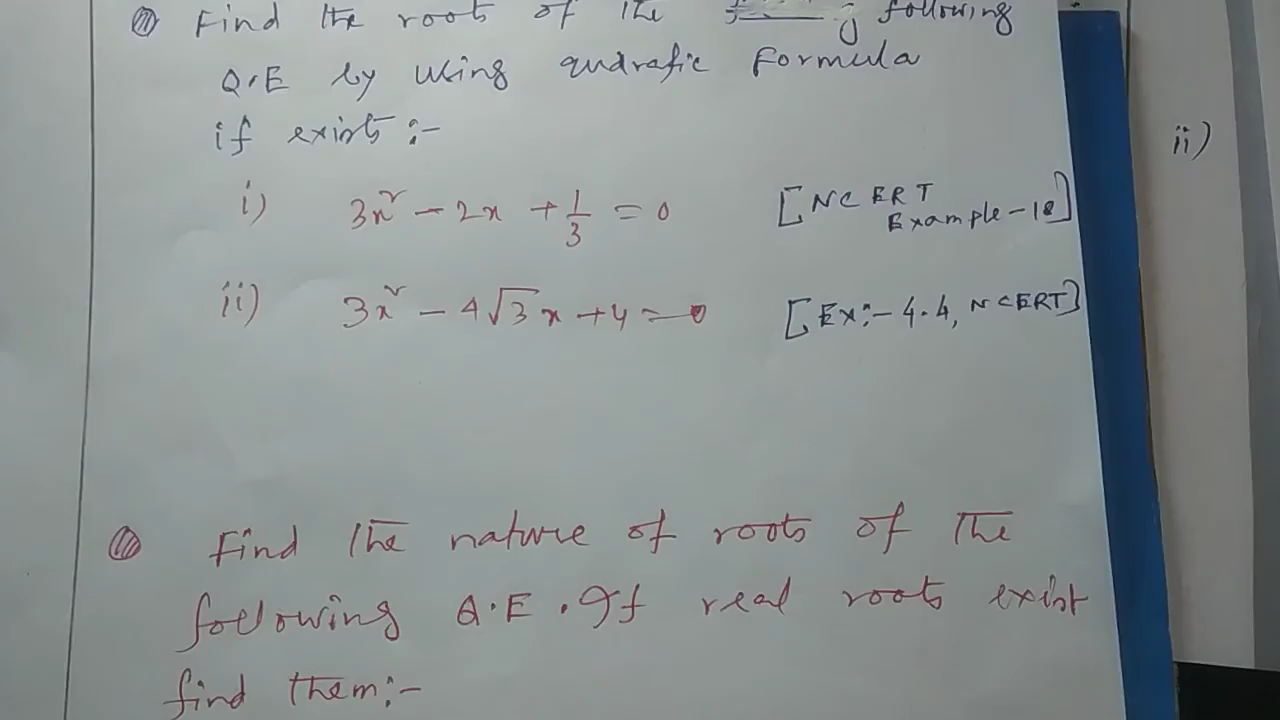 Find the roots of the following
Q.E by using qudrafic Formula
if exists :-
i) 3x² - 2x + 1/3 = 0 [NCERT Example-18]
ii) 3x² - 4√3x + 4 = 0 [Ex:- 4.4, NCERT]
ii)
Find the nature of roots of the
following Q.E. If real roots exist
find them:-